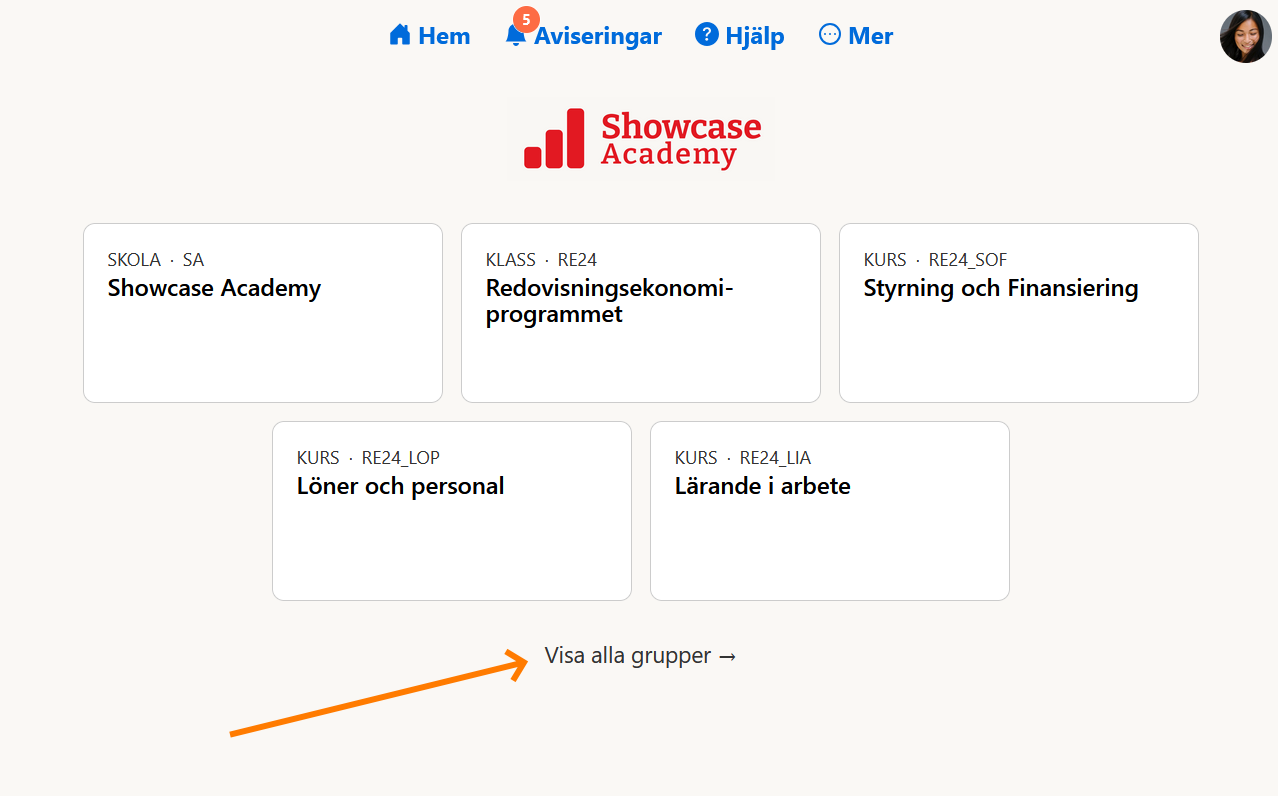 Hem
5
Aviseringar
Hjälp
Mer
Showcase
Academy
SKOLA · SA
Showcase Academy
KLASS · RE24
Redovisningsekonomi-
programmet
KURS · RE24_SOF
Styrning och Finansiering
KURS · RE24_LOP
Löner och personal
KURS · RE24_LIA
Lärande i arbete
Visa alla grupper →